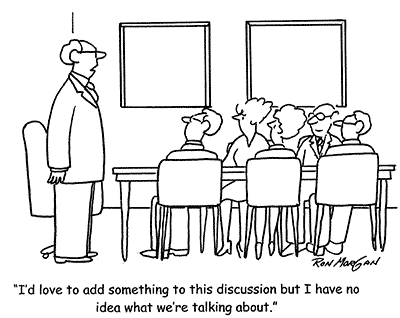 RON MORGAN
"I'd love to add something to this discussion but I have no
idea what we're talking about."